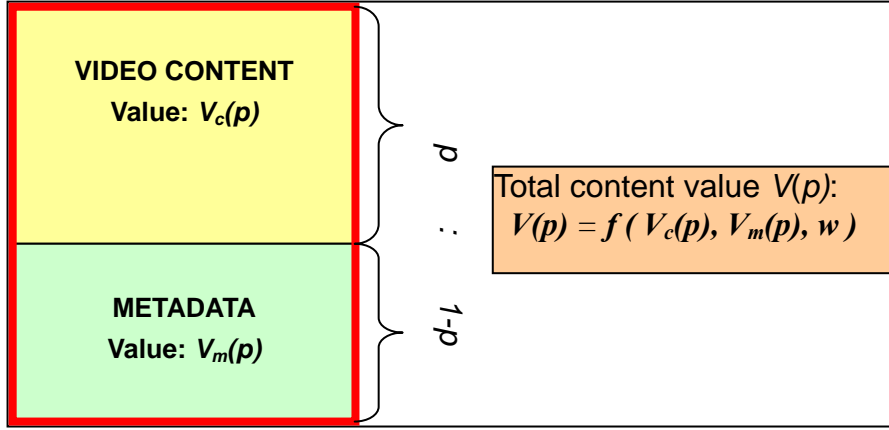 VIDEO CONTENT
Value: Vc(p)
p
:
1-p
Total content value V(p):
V(p) = f ( Vc(p), Vm(p), w )
METADATA
Value: Vm(p)